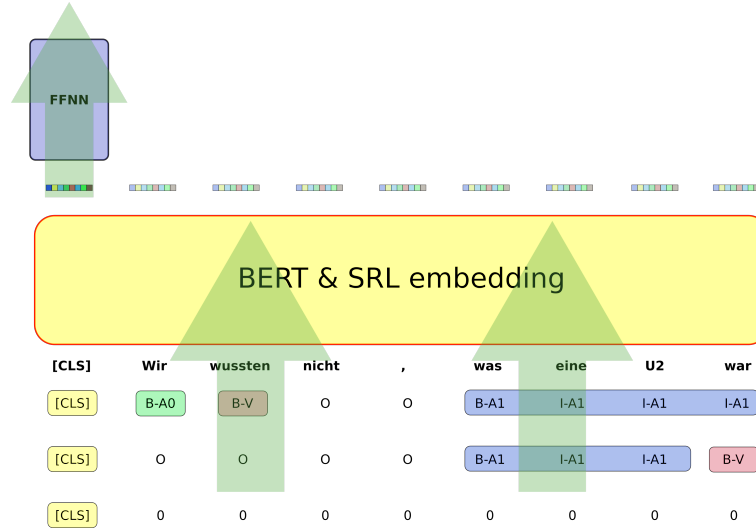 FFNN
BERT & SRL embedding
[CLS] Wir wussten nicht , was eine U2 war
[CLS] B-A0 B-V O O B-A1 I-A1 I-A1 I-A1
[CLS] O O O O B-A1 I-A1 I-A1 B-V
[CLS] 0 0 0 0 0 0 0 0